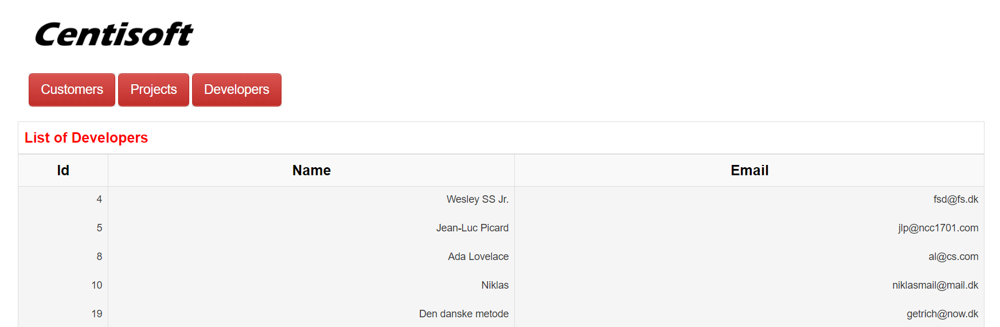 Centisoft
Customers Projects Developers
List of Developers
Id Name Email
4 Wesley SS Jr. fsd@fs.dk
5 Jean-Luc Picard jlp@ncc1701.com
8 Ada Lovelace al@cs.com
10 Niklas niklasmail@mail.dk
19 Den danske metode getrich@now.dk